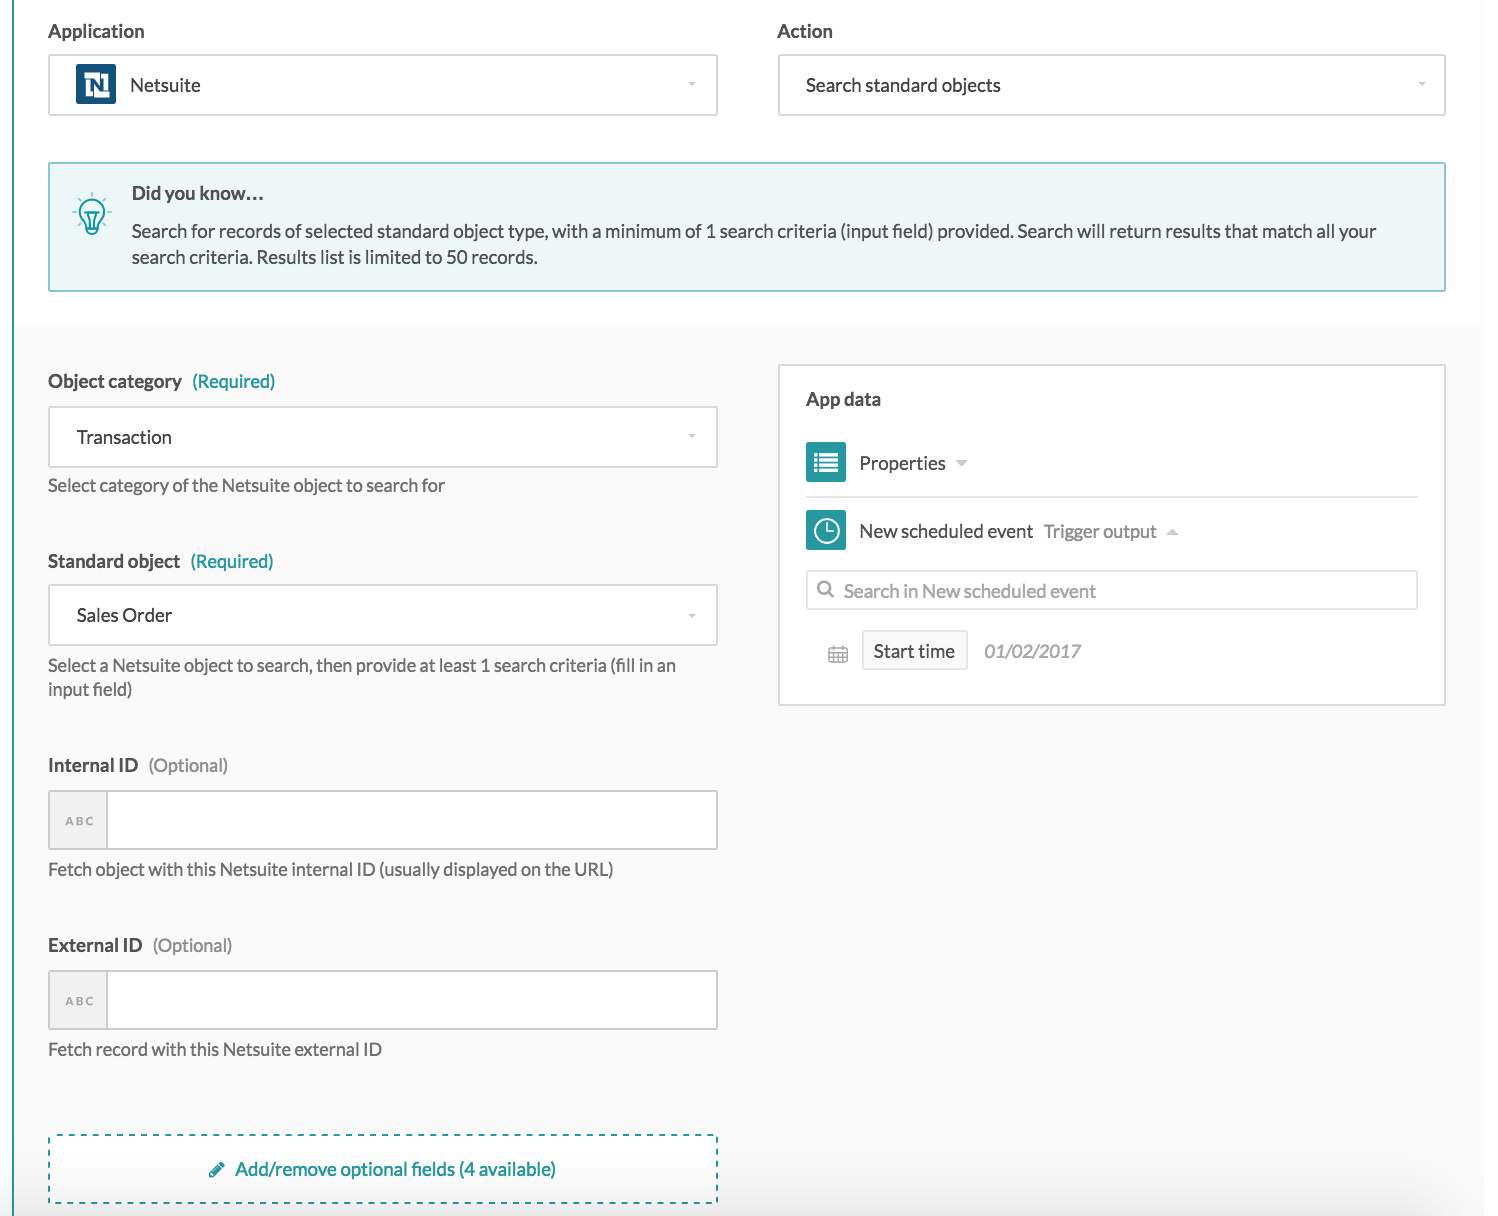 Application
Action
Netsuite
Search standard objects
Did you know...
Search for records of selected standard object type, with a minimum of 1 search criteria (input field) provided. Search will return results that match all your
search criteria. Results list is limited to 50 records.
Object category (Required)
Transaction
Select category of the Netsuite object to search for
Standard object (Required)
Sales Order
Select a Netsuite object to search, then provide at least 1 search criteria (fill in an
input field)
Internal ID (Optional)
ABC
Fetch object with this Netsuite internal ID (usually displayed on the URL)
External ID (Optional)
ABC
Fetch record with this Netsuite external ID
Add/remove optional fields (4 available)
App data
Properties
New scheduled event Trigger output
Search in New scheduled event
Start time 01/02/2017